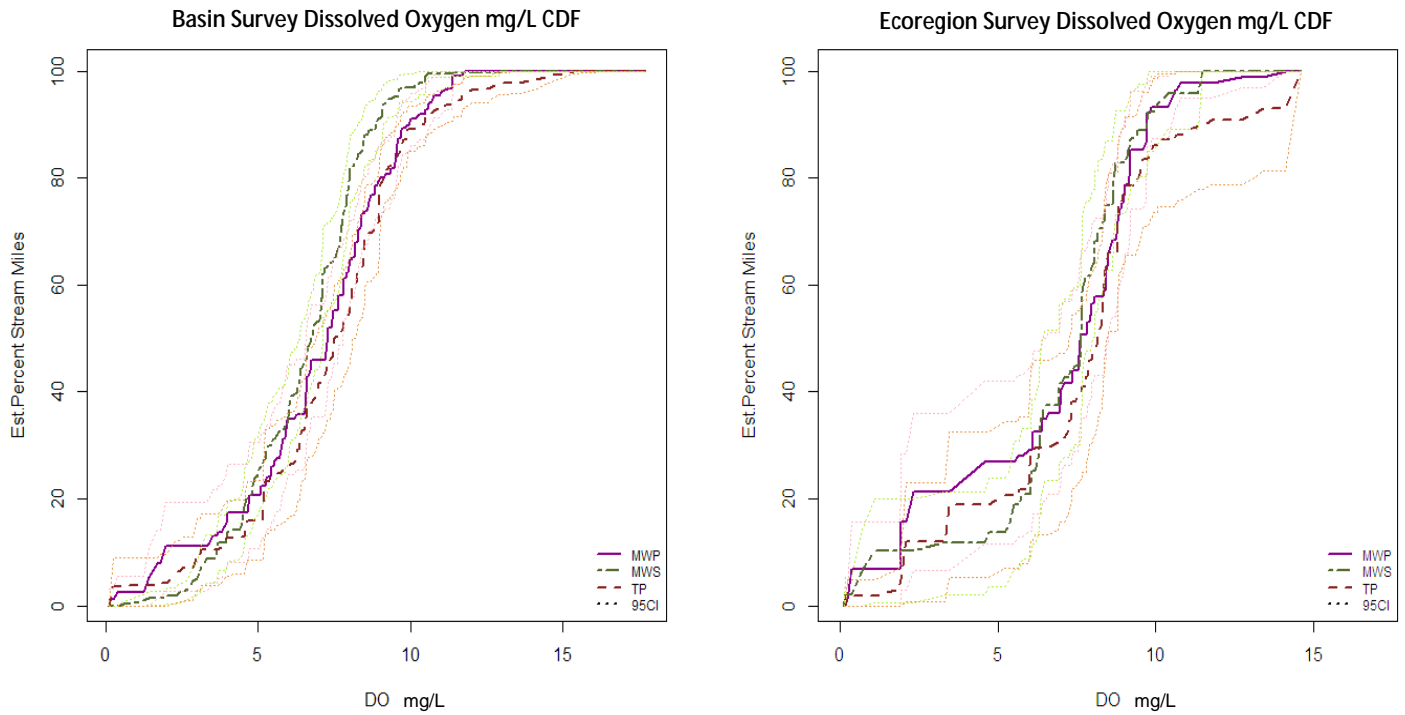 Basin Survey Dissolved Oxygen mg/L CDF
Est.Percent Stream Miles
100
80
60
40
20
0
0 5 10 15
DO mg/L
MWP
MWS
TP
95CI
Ecoregion Survey Dissolved Oxygen mg/L CDF
Est.Percent Stream Miles
100
80
60
40
20
0
0 5 10 15
DO mg/L
MWP
MWS
TP
95CI